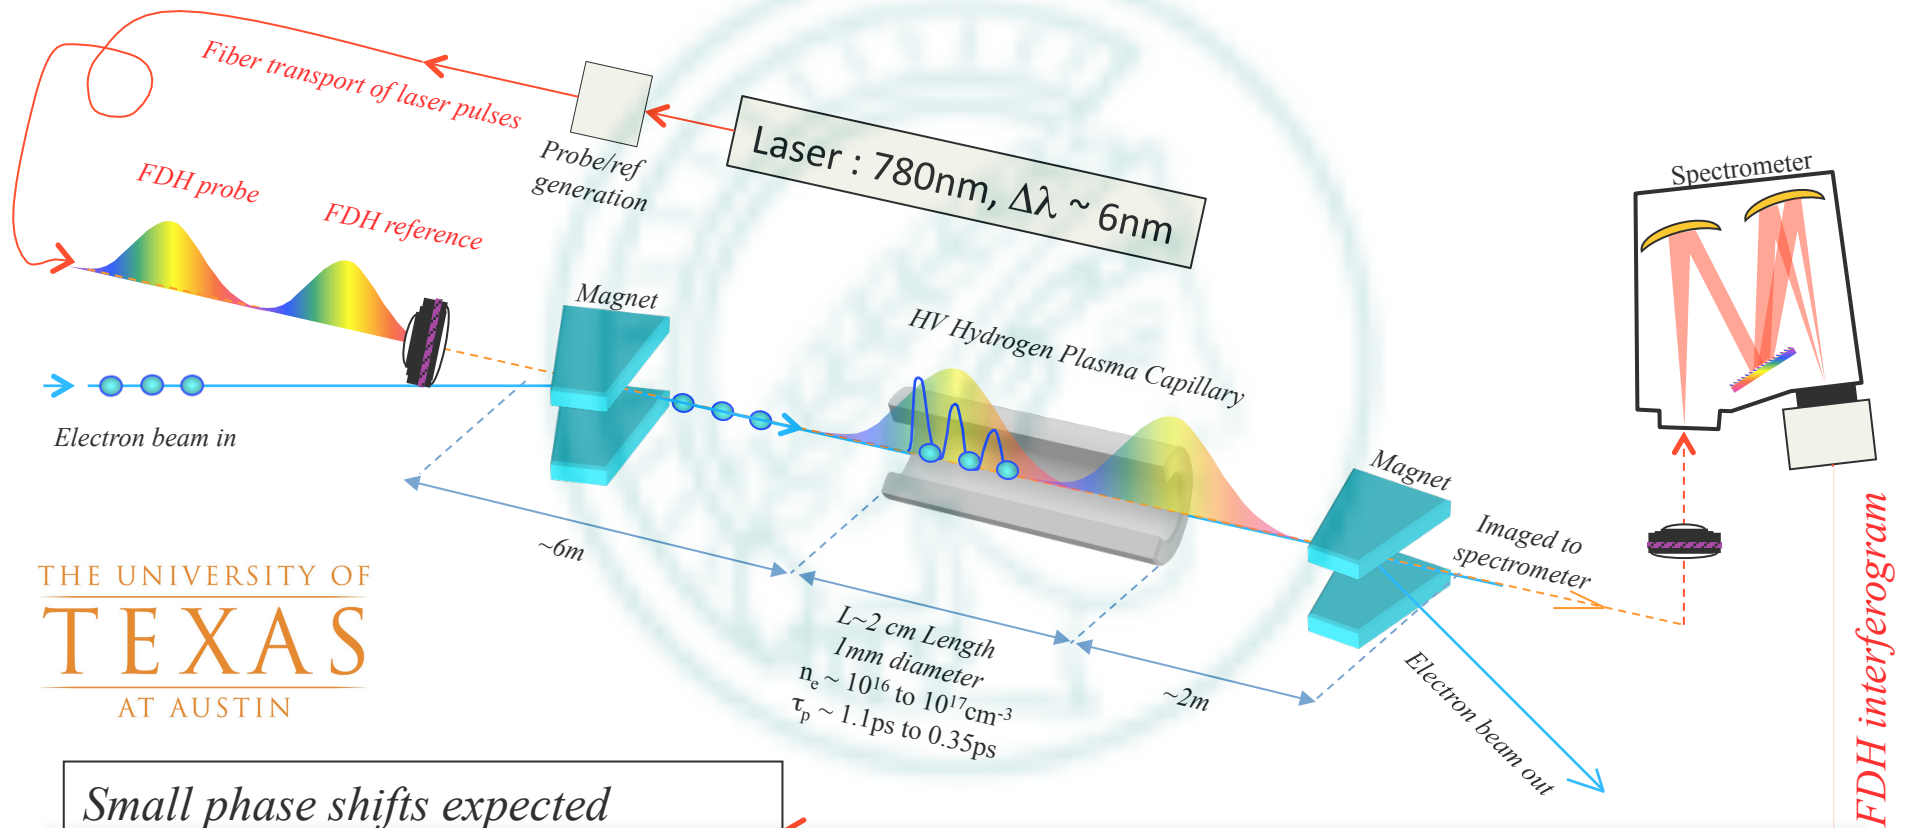 Fiber transport of laser pulses
Probe/ref
generation
Laser : 780nm, Δλ ~ 6nm
FDH probe
FDH reference
Spectrometer
Magnet
HV Hydrogen Plasma Capillary
Electron beam in
Magnet
Imaged to
spectrometer
~6m
L~2 cm Length
1mm diameter
nₑ ~ 10¹⁶ to 10¹⁷cm⁻³
τₚ ~ 1.1ps to 0.35ps
~2m
Electron beam out
FDH interferogram
THE UNIVERSITY OF
TEXAS
AT AUSTIN
Small phase shifts expected